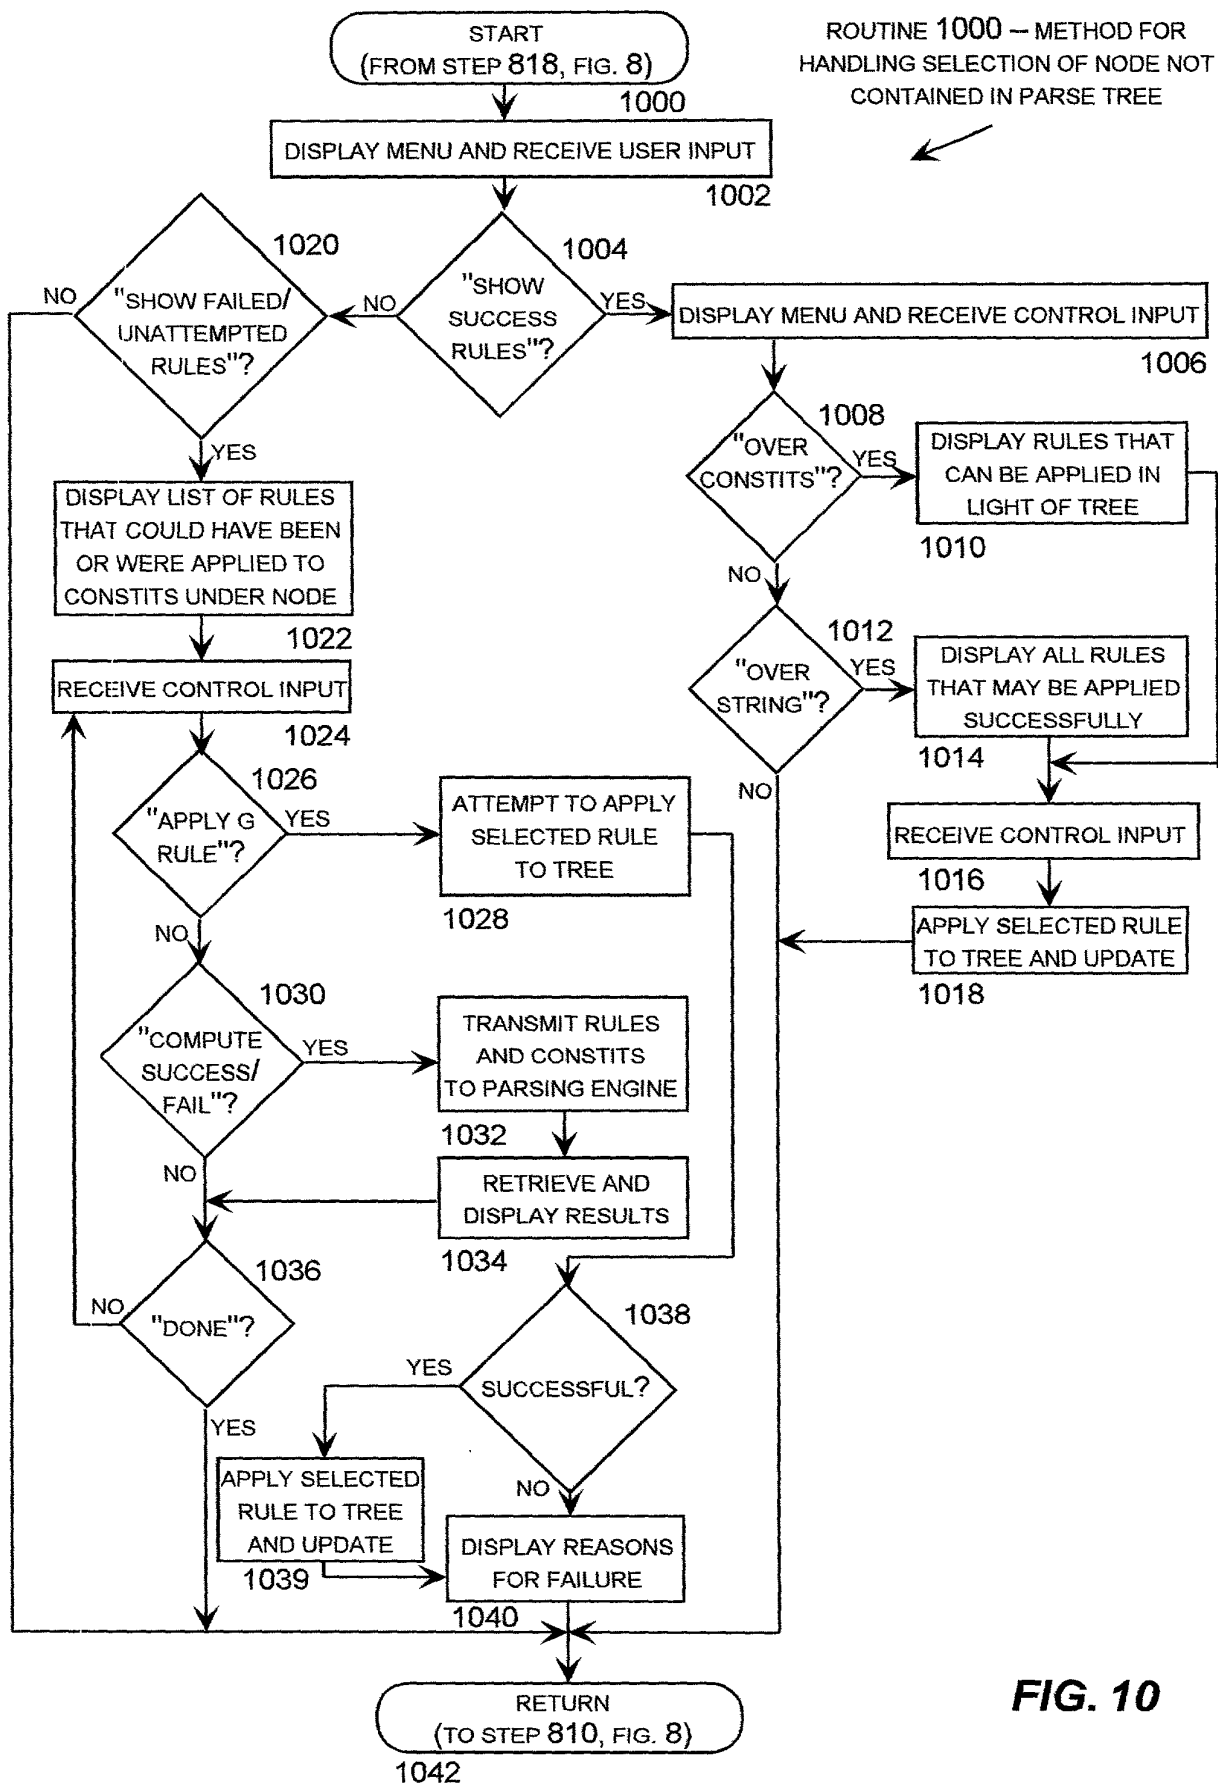 START
(FROM STEP 818, FIG. 8)
1000
ROUTINE 1000 – METHOD FOR
HANDLING SELECTION OF NODE NOT
CONTAINED IN PARSE TREE
DISPLAY MENU AND RECEIVE USER INPUT
1002
1004
"SHOW
SUCCESS
RULES"?
NO
YES
1020
"SHOW FAILED/
UNATTEMPTED
RULES"?
NO
YES
DISPLAY MENU AND RECEIVE CONTROL INPUT
1006
1008
"OVER
CONSTITS"?
YES
NO
DISPLAY RULES THAT
CAN BE APPLIED IN
LIGHT OF TREE
1010
1012
"OVER
STRING"?
YES
NO
DISPLAY ALL RULES
THAT MAY BE APPLIED
SUCCESSFULLY
1014
RECEIVE CONTROL INPUT
1016
APPLY SELECTED RULE
TO TREE AND UPDATE
1018
DISPLAY LIST OF RULES
THAT COULD HAVE BEEN
OR WERE APPLIED TO
CONSTITS UNDER NODE
1022
RECEIVE CONTROL INPUT
1024
1026
"APPLY G
RULE"?
YES
NO
ATTEMPT TO APPLY
SELECTED RULE
TO TREE
1028
1030
"COMPUTE
SUCCESS/
FAIL"?
YES
NO
TRANSMIT RULES
AND CONSTITS
TO PARSING ENGINE
1032
RETRIEVE AND
DISPLAY RESULTS
1034
1036
"DONE"?
NO
YES
1038
SUCCESSFUL?
YES
NO
APPLY SELECTED
RULE TO TREE
AND UPDATE
1039
DISPLAY REASONS
FOR FAILURE
1040
RETURN
(TO STEP 810, FIG. 8)
1042
FIG. 10